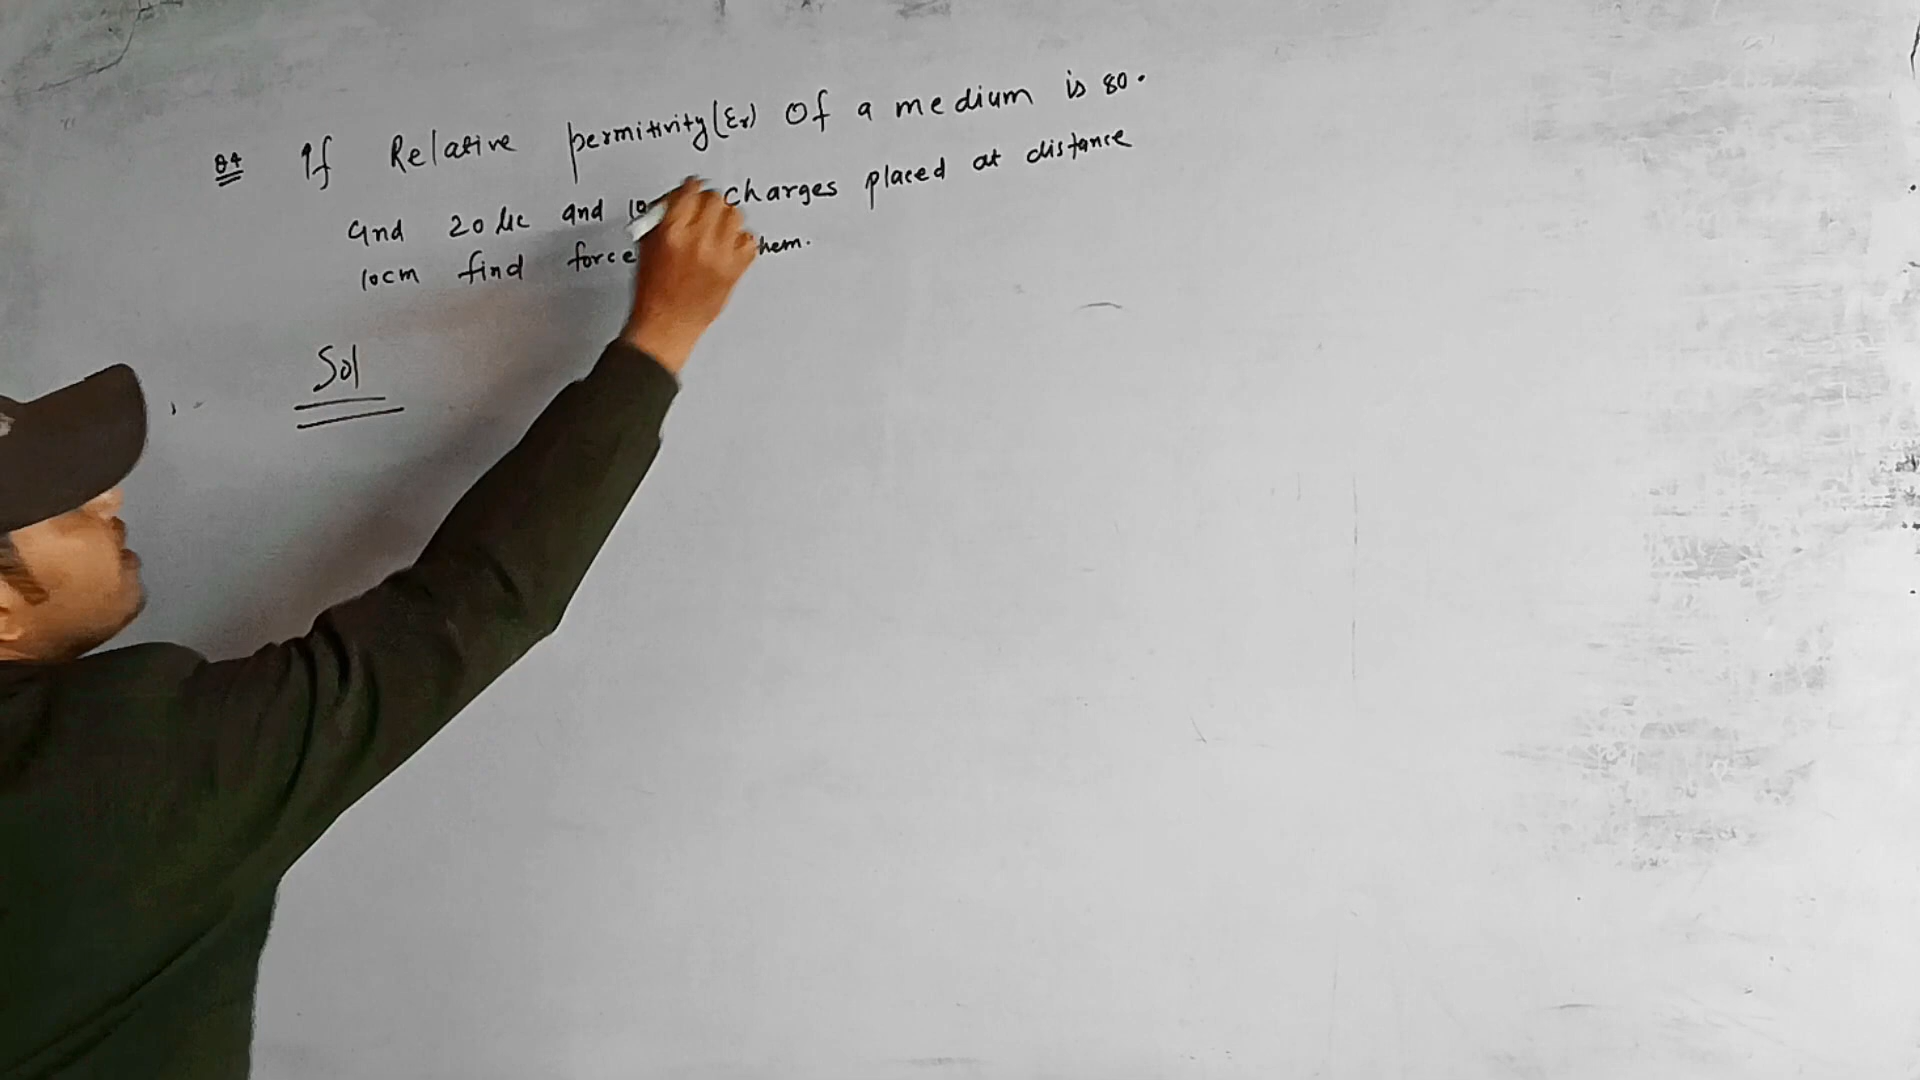 Q4 If Relative permitivity (εr) of a medium is 80.
and 20 μc and 10 charges placed at distance
10cm find force hem.
Sol